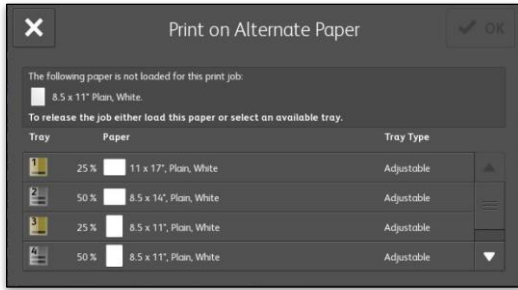 Print on Alternate Paper
OK
The following paper is not loaded for this print job:
8.5 x 11" Plain, White.
To release the job either load this paper or select an available tray.
Tray Paper Tray Type
1 25 % 11 x 17", Plain, White Adjustable
2 50 % 8.5 x 14", Plain, White Adjustable
3 25 % 8.5 x 11", Plain, White Adjustable
4 50 % 8.5 x 11", Plain, White Adjustable